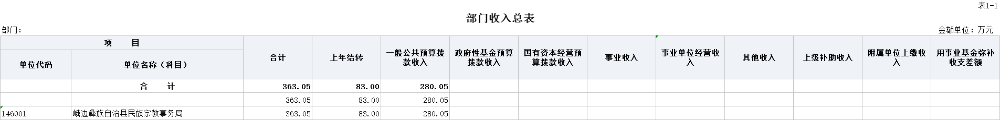 表1-1
部门收入总表
部门：
金额单位：万元
项 目
合计
上年结转
一般公共预算拨
款收入
政府性基金预算
拨款收入
国有资本经营预
算拨款收入
事业收入
事业单位经营收
入
其他收入
上级补助收入
附属单位上缴收
入
用事业基金弥补
收支差额
单位代码
单位名称（科目）
合 计
363.05
83.00
280.05
363.05
83.00
280.05
146001
峨边彝族自治县民族宗教事务局
363.05
83.00
280.05